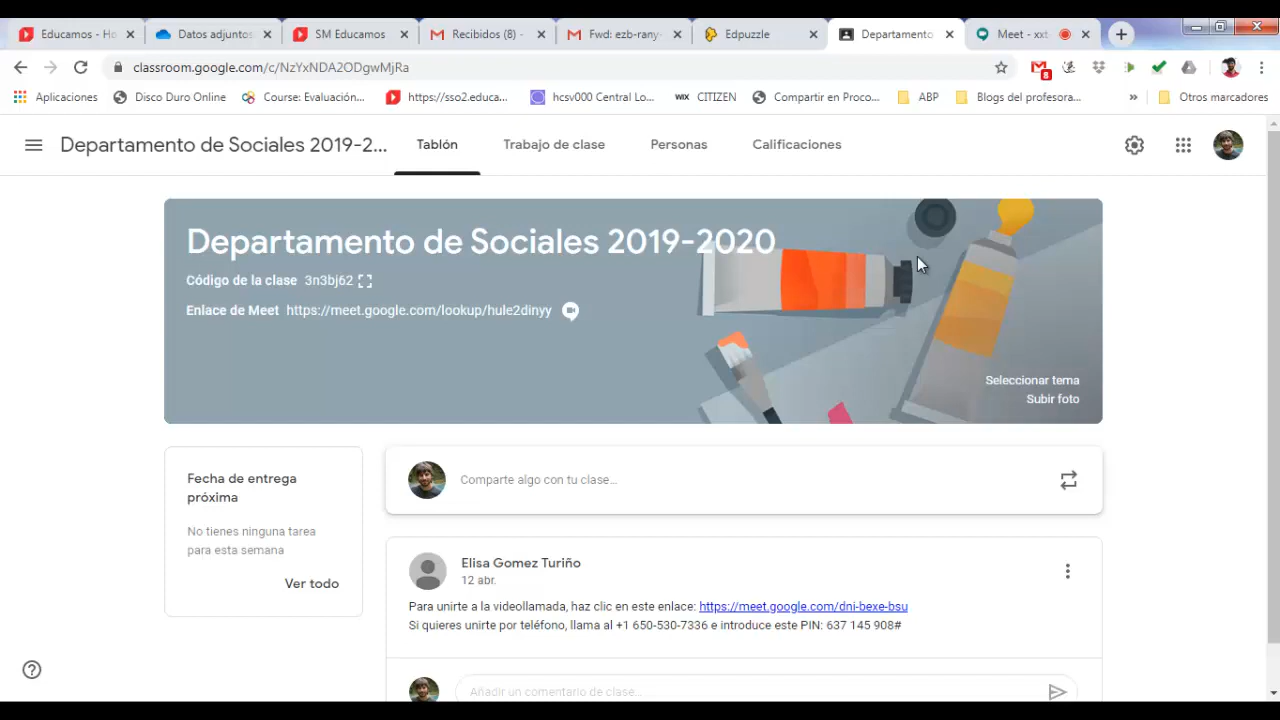 Educamos - Ho
Datos adjunto
SM Educamos
Recibidos (8)
Fwd: ezb-rany-
Edpuzzle
Departamento
Meet - xxt
classroom.google.com/c/NzYxNDA2ODgwMjRa
8
Aplicaciones
Disco Duro Online
Course: Evaluación...
https://sso2.educa...
hcsv000 Central Lo...
WIX CITIZEN
Compartir en Proco...
ABP
Blogs del profesora...
»
Otros marcadores
Departamento de Sociales 2019-2...
Tablón
Trabajo de clase
Personas
Calificaciones
Departamento de Sociales 2019-2020
Código de la clase 3n3bj62
Enlace de Meet https://meet.google.com/lookup/hule2dinyy
Seleccionar tema
Subir foto
Fecha de entrega
próxima
No tienes ninguna tarea
para esta semana
Ver todo
Comparte algo con tu clase...
Elisa Gomez Turiño
12 abr.
Para unirte a la videollamada, haz clic en este enlace: https://meet.google.com/dni-bexe-bsu
Si quieres unirte por teléfono, llama al +1 650-530-7336 e introduce este PIN: 637 145 908#
Añadir un comentario de clase...